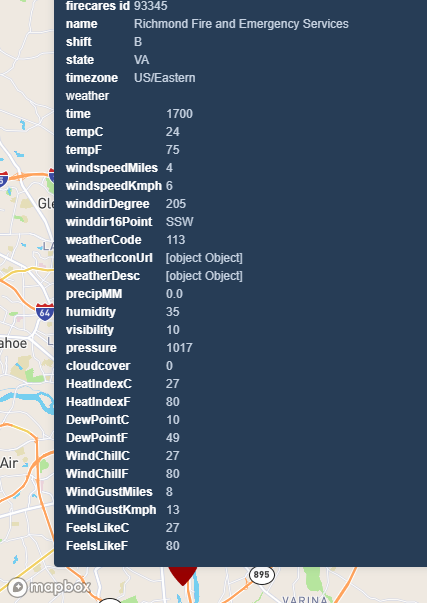 firecares id 93345
name Richmond Fire and Emergency Services
shift B
state VA
timezone US/Eastern
weather
time 1700
tempC 24
tempF 75
windspeedMiles 4
windspeedKmph 6
winddirDegree 205
winddir16Point SSW
weatherCode 113
weatherIconUrl [object Object]
weatherDesc [object Object]
precipMM 0.0
humidity 35
visibility 10
pressure 1017
cloudcover 0
HeatIndexC 27
HeatIndexF 80
DewPointC 10
DewPointF 49
WindChillC 27
WindChillF 80
WindGustMiles 8
WindGustKmph 13
FeelsLikeC 27
FeelsLikeF 80
Gle
64
ahoe
Air
895
mapbox
VARINA